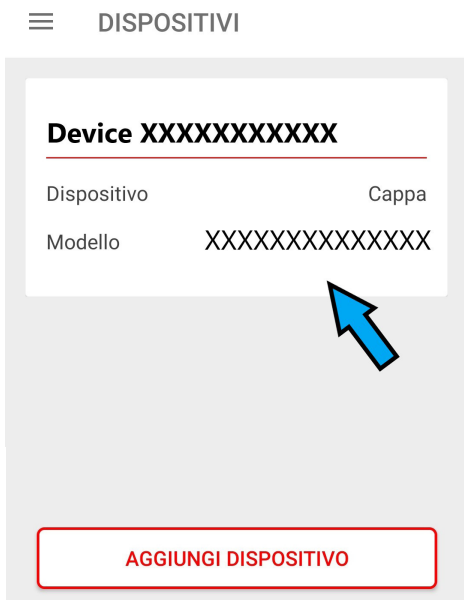 DISPOSITIVI
Device XXXXXXXXXXX
Dispositivo Cappa
Modello XXXXXXXXXXXXXX
AGGIUNGI DISPOSITIVO